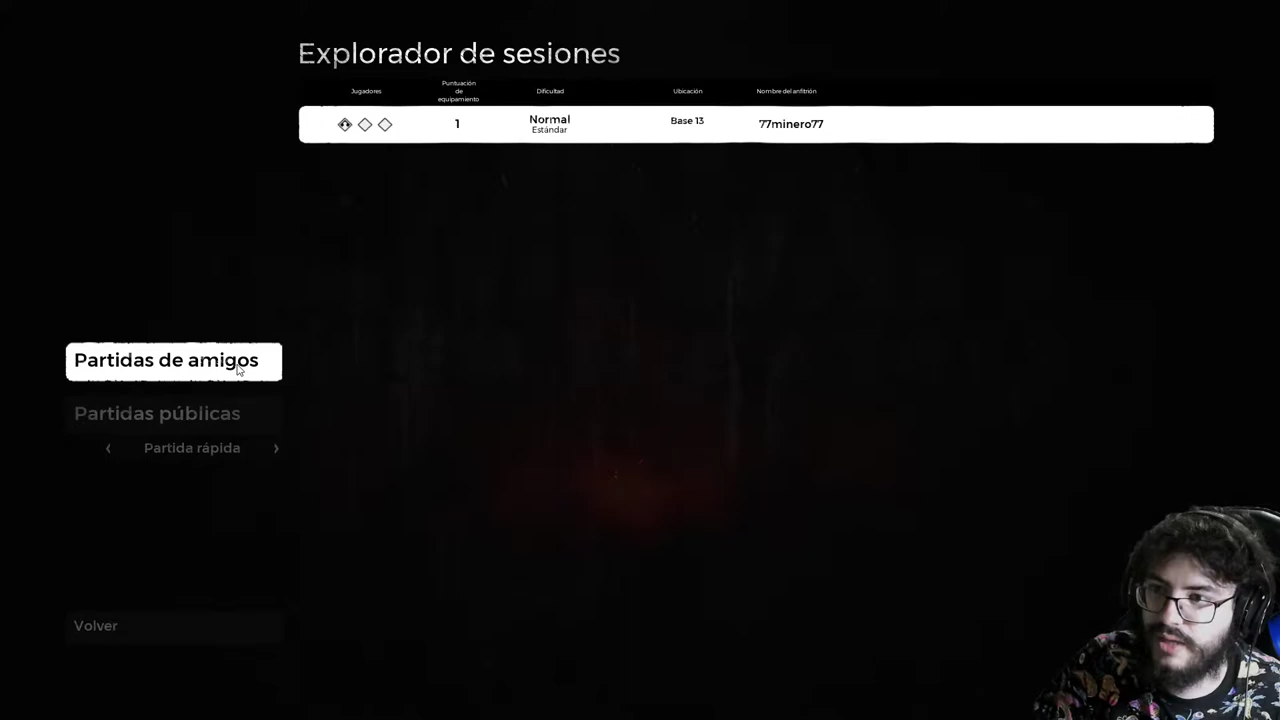 Explorador de sesiones
Jugadores
Puntuación
de
equipamiento
Dificultad
Ubicación
Nombre del anfitrión
1
Normal
Estándar
Base 13
77minero77
Partidas de amigos
Partidas públicas
‹ Partida rápida ›
Volver